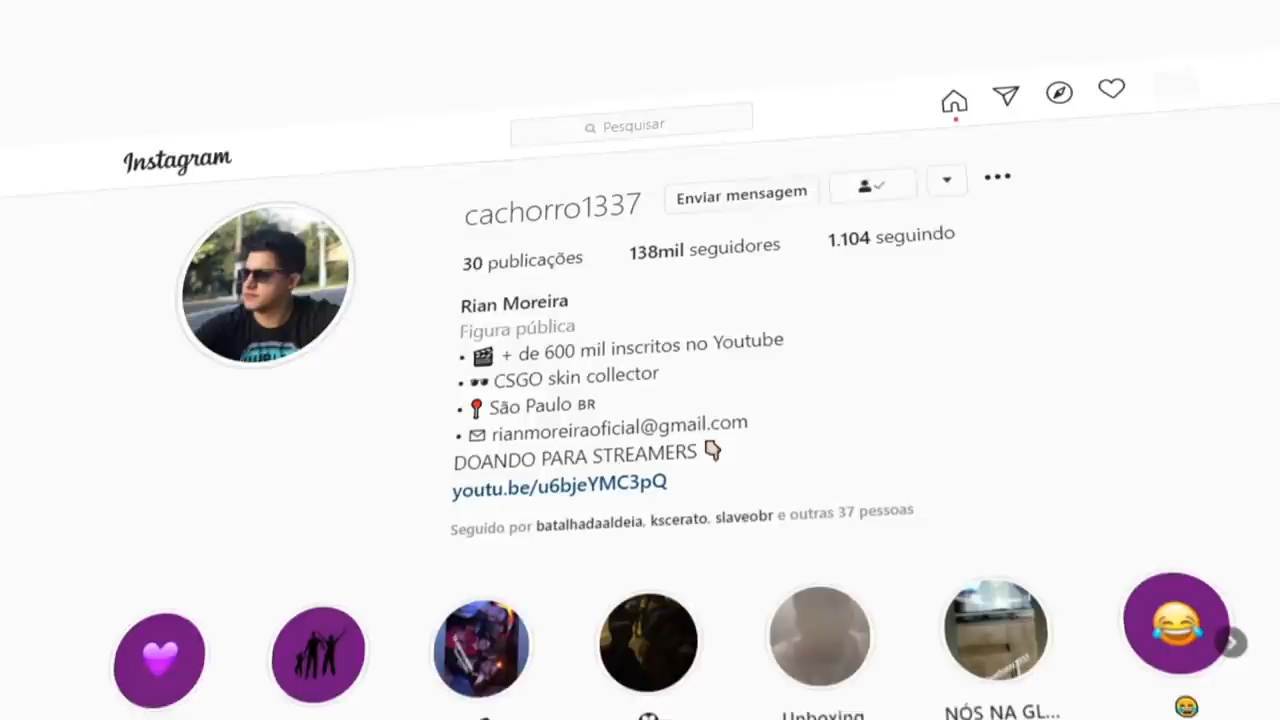 Instagram
Pesquisar
cachorro1337 Enviar mensagem
30 publicações 138mil seguidores 1.104 seguindo
Rian Moreira
Figura pública
• 🎬 + de 600 mil inscritos no Youtube
• 🕶 CSGO skin collector
• 📍 São Paulo BR
• ✉ rianmoreiraoficial@gmail.com
DOANDO PARA STREAMERS 👇
youtu.be/u6bjeYMC3pQ
Seguido por batalhadaaldeia, kscerato, slaveobr e outras 37 pessoas
Unboxing NÓS NA GL... 😂